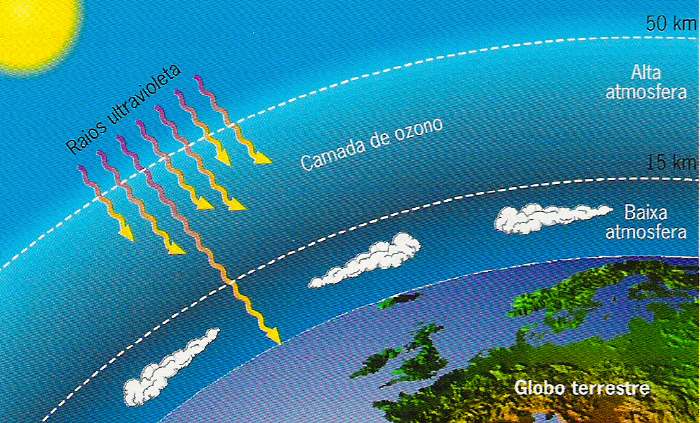 50 km
Alta
atmosfera
Raios ultravioleta
Camada de ozono
15 km
Baixa
atmosfera
Globo terrestre